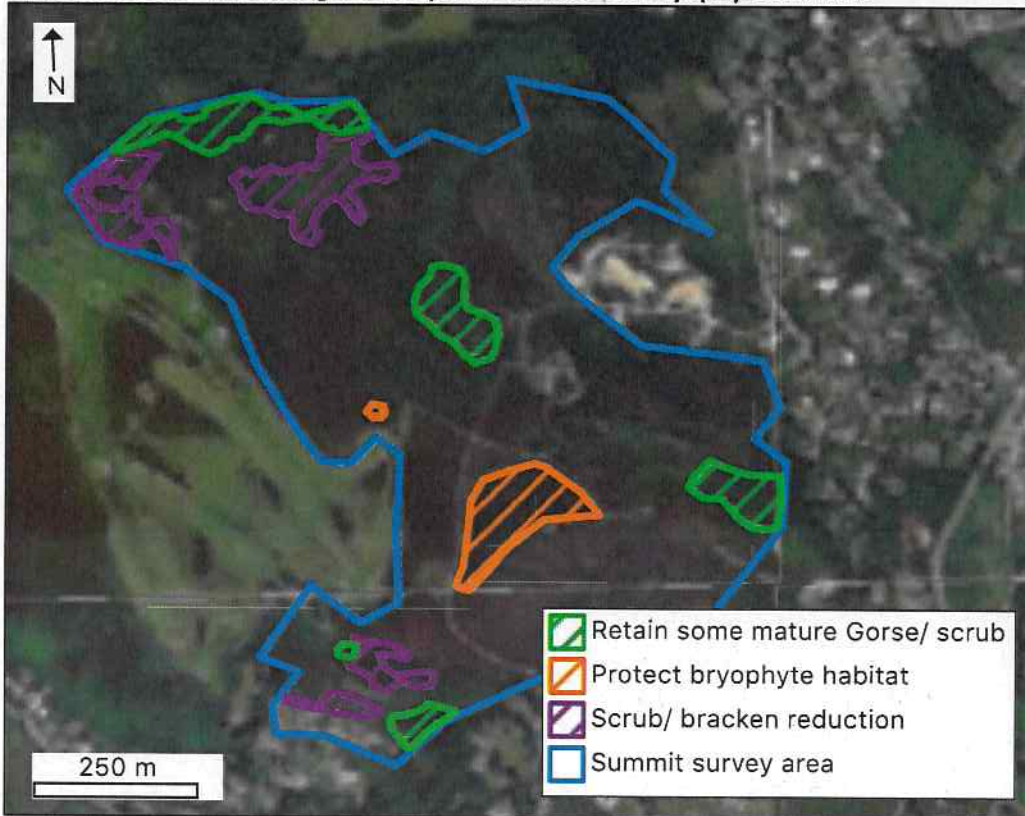 N
Retain some mature Gorse/ scrub
Protect bryophyte habitat
Scrub/ bracken reduction
Summit survey area
250 m